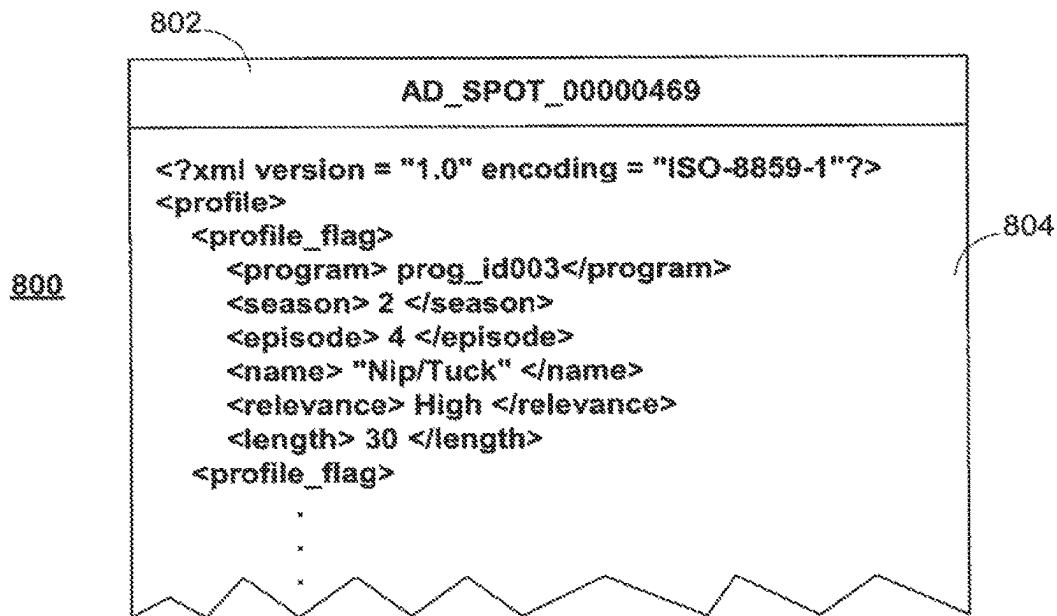 802
AD_SPOT_00000469
<?xml version = "1.0" encoding = "ISO-8859-1"?>
<profile>
<profile_flag>
804
<program> prog_id003</program>
800
<season> 2 </season>
<episode> 4 </episode>
<name> "Nip/Tuck" </name>
<relevance> High </relevance>
<length> 30 </length>
<profile_flag>